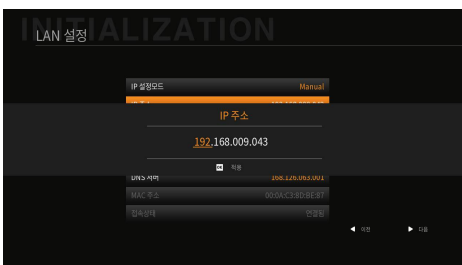 INITIALIZATION
LAN 설정
IP 설정모드 Manual
IP 주소
192.168.009.043
OK 적용
DNS 서버 168.126.063.001
MAC 주소 00:0A:C3:8D:BE:87
접속상태 연결됨
◀ 이전 ▶ 다음